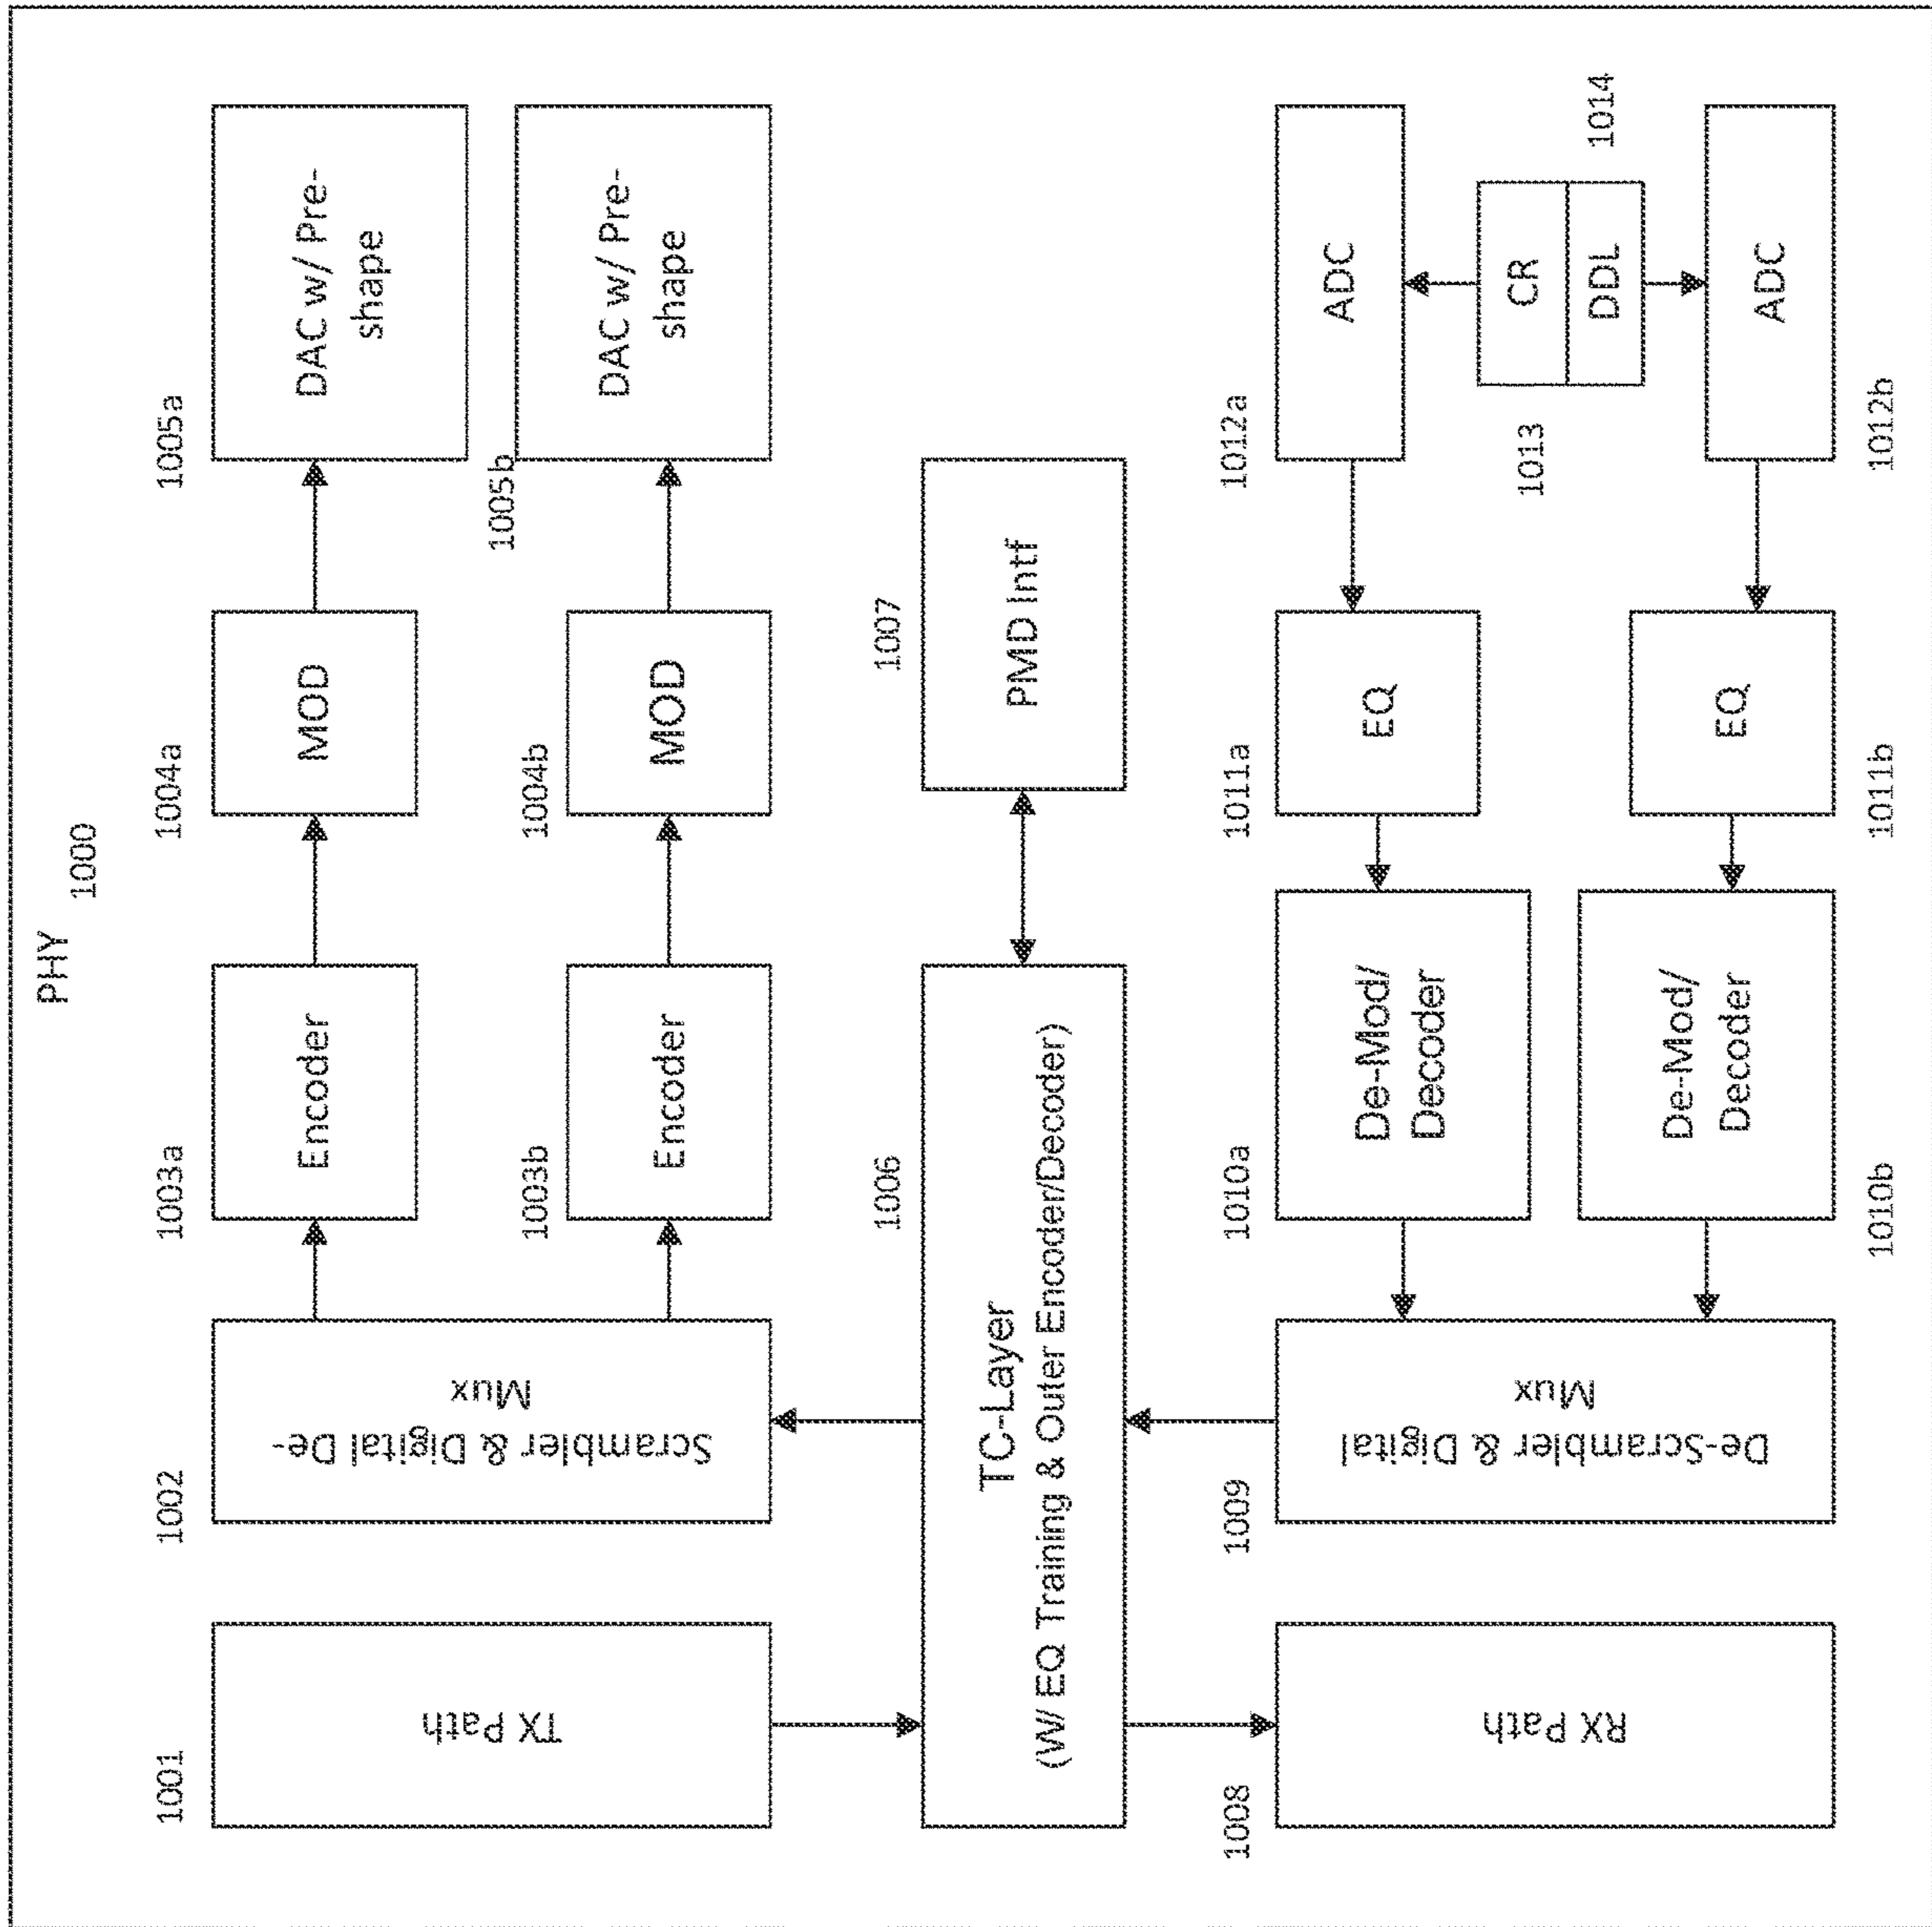 PHY
1000
1001
TX Path
1002
Scrambler & Digital De-
Mux
1003a
Encoder
1004a
MOD
1005a
DAC w/ Pre-
shape
1003b
Encoder
1004b
MOD
1005b
DAC w/ Pre-
shape
1006
TC-Layer
(W/ EQ Training & Outer Encoder/Decoder)
1007
PMD Intf
1008
RX Path
1009
De-Scrambler & Digital
Mux
1010a
De-Mod/
Decoder
1011a
EQ
1012a
ADC
1013
CR
DDL
1014
De-Mod/
Decoder
1010b
EQ
1011b
ADC
1012b